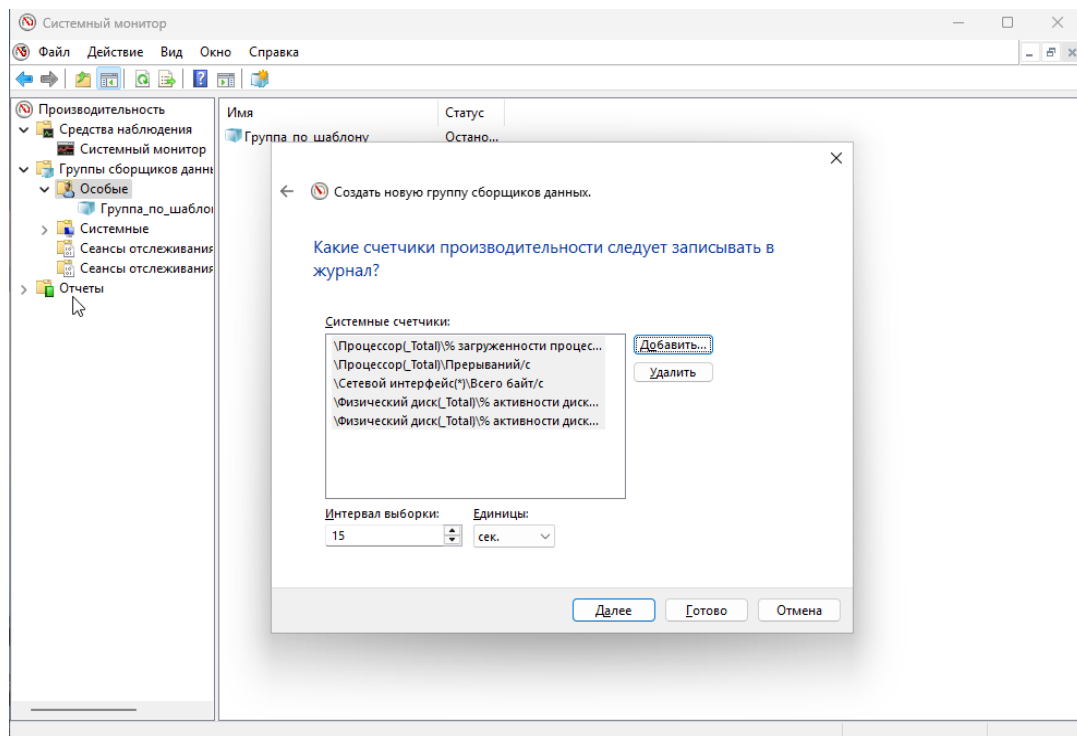 Системный монитор
Файл Действие Вид Окно Справка
Производительность
Средства наблюдения
Системный монитор
Группы сборщиков данн
Особые
Группа_по_шабло
Системные
Сеансы отслеживания
Сеансы отслеживания
Отчеты
Имя Статус
Группа_по_шаблону Остано...
Создать новую группу сборщиков данных.
Какие счетчики производительности следует записывать в
журнал?
Системные счетчики:
\Процессор(_Total)\% загруженности процес...
\Процессор(_Total)\Прерываний/с
\Сетевой интерфейс(*)\Всего байт/с
\Физический диск(_Total)\% активности диск...
\Физический диск(_Total)\% активности диск...
Добавить...
Удалить
Интервал выборки: Единицы:
15 сек.
Далее Готово Отмена